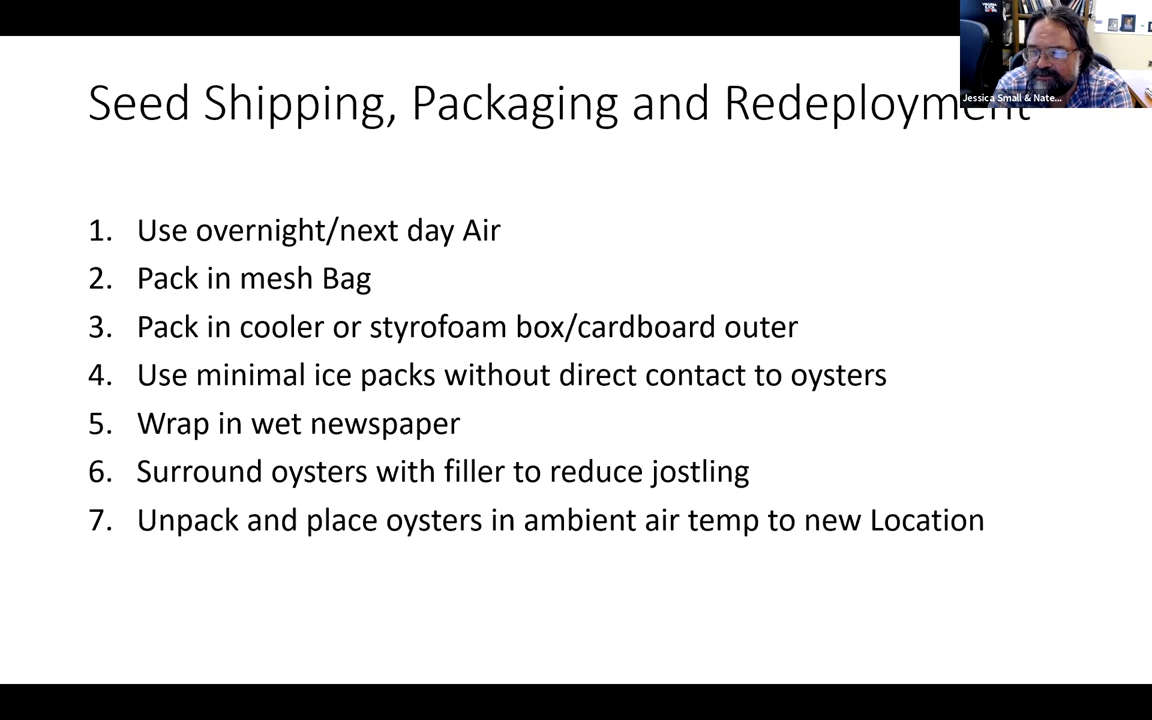 Seed Shipping, Packaging and Redeployment
Jessica Small & Nate...
1. Use overnight/next day Air
2. Pack in mesh Bag
3. Pack in cooler or styrofoam box/cardboard outer
4. Use minimal ice packs without direct contact to oysters
5. Wrap in wet newspaper
6. Surround oysters with filler to reduce jostling
7. Unpack and place oysters in ambient air temp to new Location